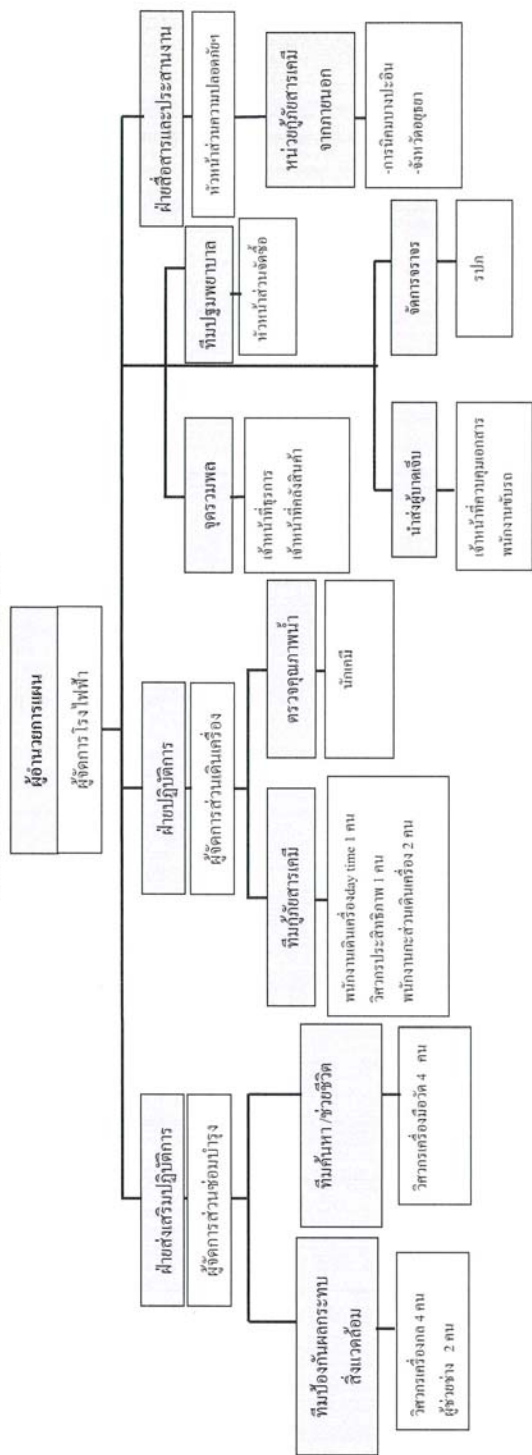 ผู้อำนวยการแผน
ผู้จัดการโรงไฟฟ้า
ฝ่ายส่งเสริมปฏิบัติการ
ผู้จัดการส่วนซ่อมบำรุง
ทีมป้องกันผลกระทบ
สิ่งแวดล้อม
วิศวกรเครื่องกล 4 คน
ผู้ช่วยช่าง 2 คน
ทีมค้นหา/ช่วยชีวิต
วิศวกรเครื่องมือวัด 4 คน
ฝ่ายปฏิบัติการ
ผู้จัดการส่วนเดินเครื่อง
ทีมกู้ภัยสารเคมี
พนักงานเดินเครื่องday time 1 คน
วิศวกรประสิทธิภาพ 1 คน
พนักงานกะส่วนเดินเครื่อง 2 คน
ตรวจคุณภาพน้ำ
นักเคมี
จุดรวมพล
เจ้าหน้าที่ธุรการ
เจ้าหน้าที่คลังสินค้า
ทีมปฐมพยาบาล
หัวหน้าส่วนจัดซื้อ
นำส่งผู้บาดเจ็บ
เจ้าหน้าที่ควบคุมเอกสาร
พนักงานขับรถ
จัดการจราจร
รปภ
ฝ่ายสื่อสารและประสานงาน
หัวหน้าส่วนความปลอดภัยฯ
หน่วยกู้ภัยสารเคมี
จากภายนอก
-การนิคมบางปะอิน
-จังหวัดอยุธยา